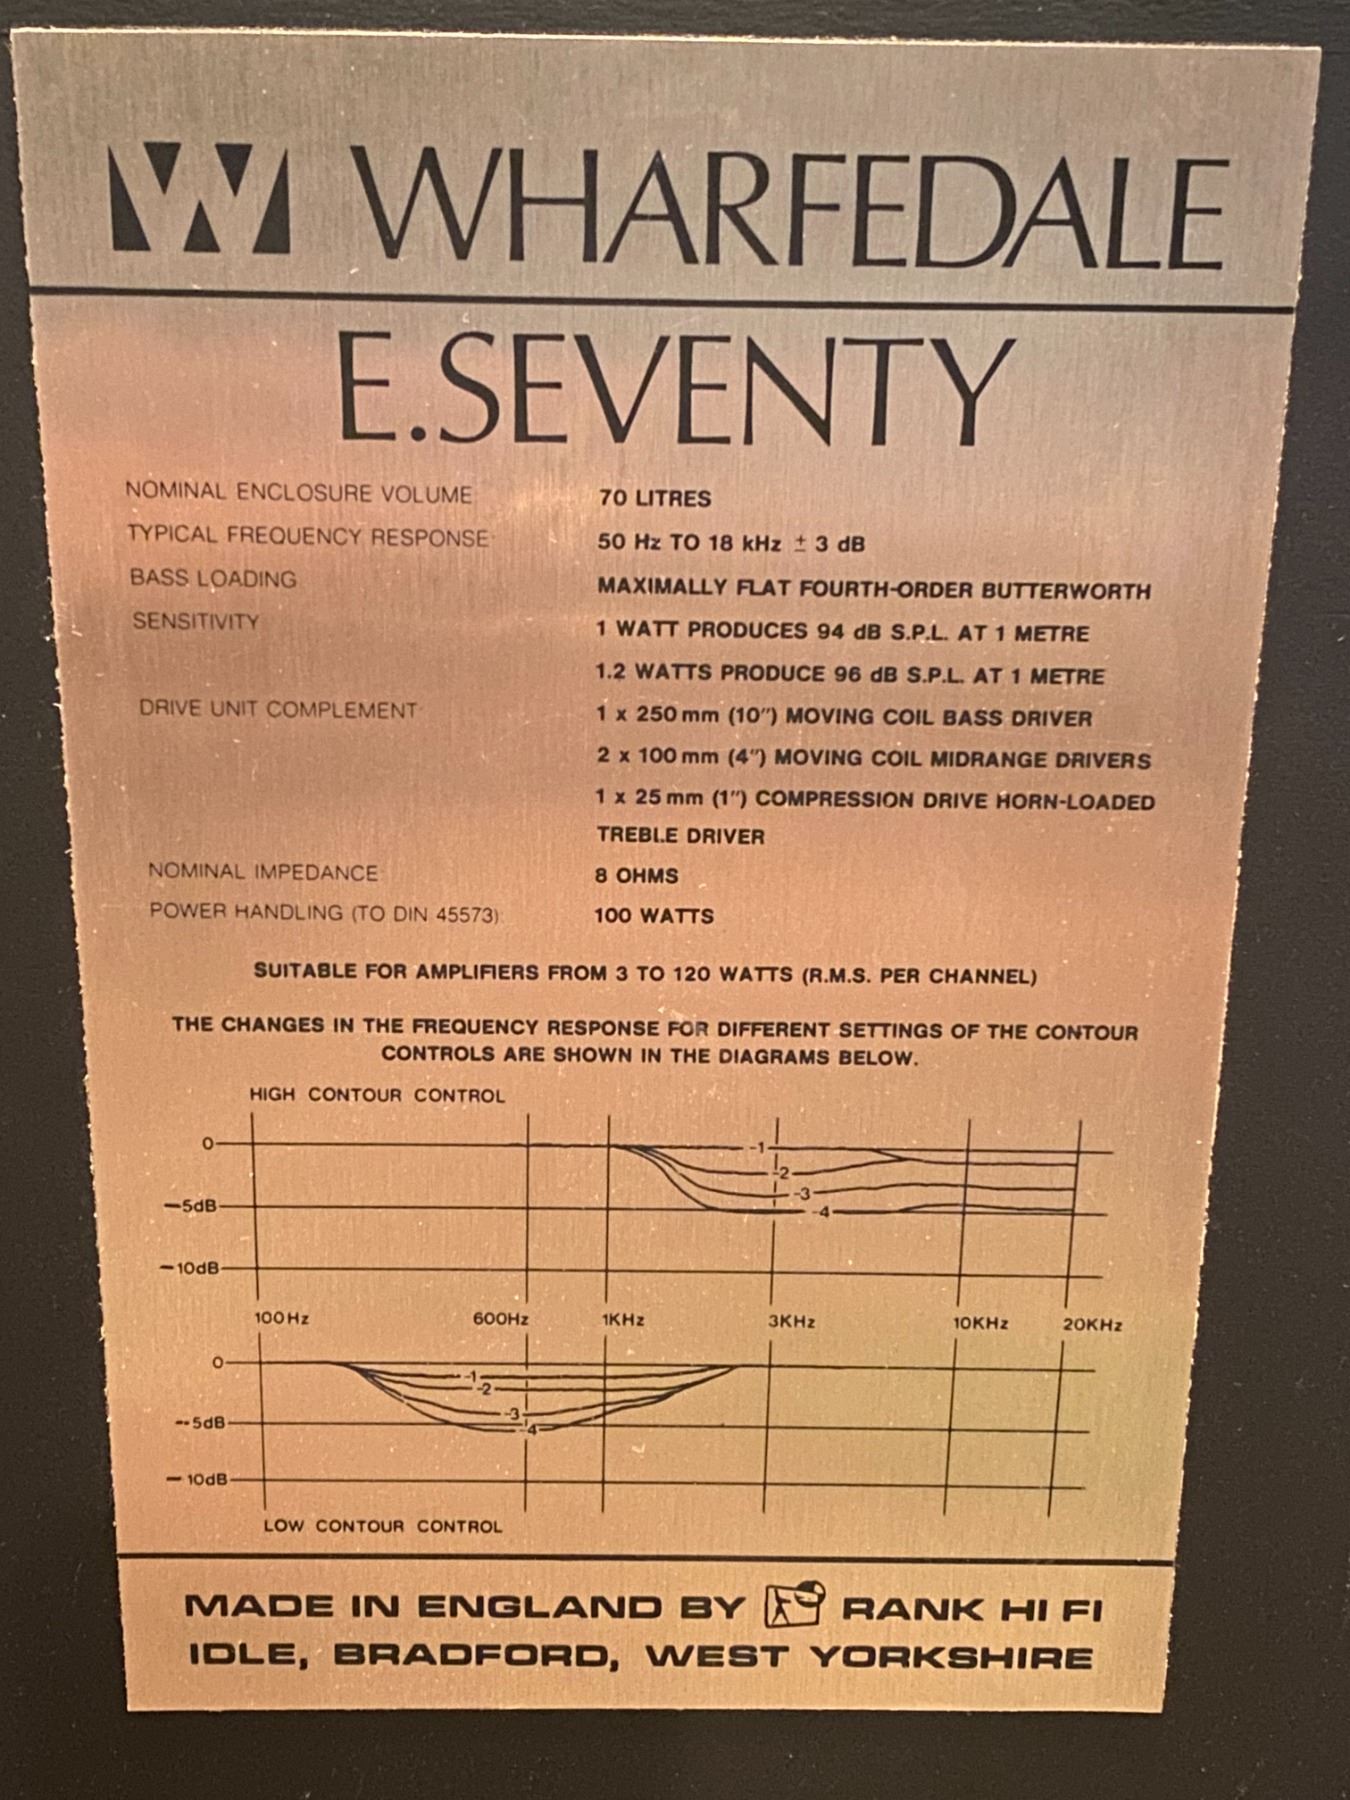 WHARFEDALE
E.SEVENTY
NOMINAL ENCLOSURE VOLUME 70 LITRES
TYPICAL FREQUENCY RESPONSE 50 Hz TO 18 kHz ± 3 dB
BASS LOADING MAXIMALLY FLAT FOURTH-ORDER BUTTERWORTH
SENSITIVITY 1 WATT PRODUCES 94 dB S.P.L. AT 1 METRE
1.2 WATTS PRODUCE 96 dB S.P.L. AT 1 METRE
DRIVE UNIT COMPLEMENT 1 x 250 mm (10") MOVING COIL BASS DRIVER
2 x 100 mm (4") MOVING COIL MIDRANGE DRIVERS
1 x 25 mm (1") COMPRESSION DRIVE HORN-LOADED
TREBLE DRIVER
NOMINAL IMPEDANCE 8 OHMS
POWER HANDLING (TO DIN 45573) 100 WATTS
SUITABLE FOR AMPLIFIERS FROM 3 TO 120 WATTS (R.M.S. PER CHANNEL)
THE CHANGES IN THE FREQUENCY RESPONSE FOR DIFFERENT SETTINGS OF THE CONTOUR
CONTROLS ARE SHOWN IN THE DIAGRAMS BELOW.
HIGH CONTOUR CONTROL
0
1
2
3
-5dB
4
-10dB
100Hz 600Hz 1KHz 3KHz 10KHz 20KHz
0
1
2
3
-5dB
4
-10dB
LOW CONTOUR CONTROL
MADE IN ENGLAND BY RANK HI FI
IDLE, BRADFORD, WEST YORKSHIRE